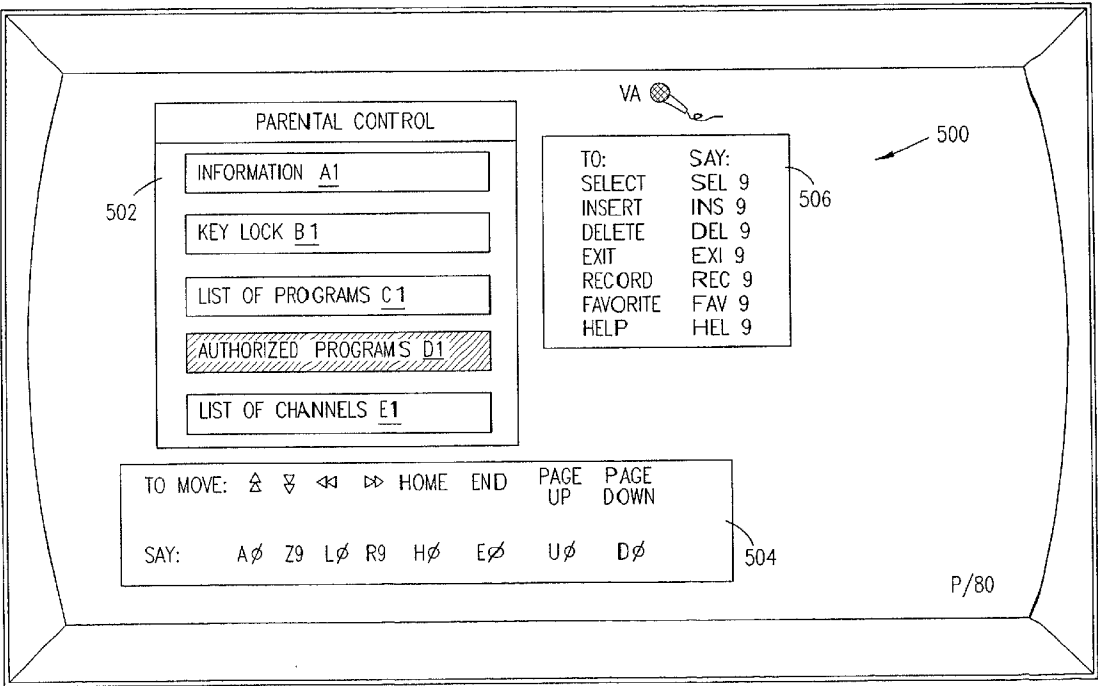 VA
500
PARENTAL CONTROL
INFORMATION A1
KEY LOCK B1
LIST OF PROGRAMS C1
AUTHORIZED PROGRAMS D1
LIST OF CHANNELS E1
502
TO: SAY:
SELECT SEL 9
INSERT INS 9
DELETE DEL 9
EXIT EXI 9
RECORD REC 9
FAVORITE FAV 9
HELP HEL 9
506
TO MOVE: HOME END PAGE UP PAGE DOWN
SAY: AØ Z9 LØ R9 HØ EØ UØ DØ
504
P/80